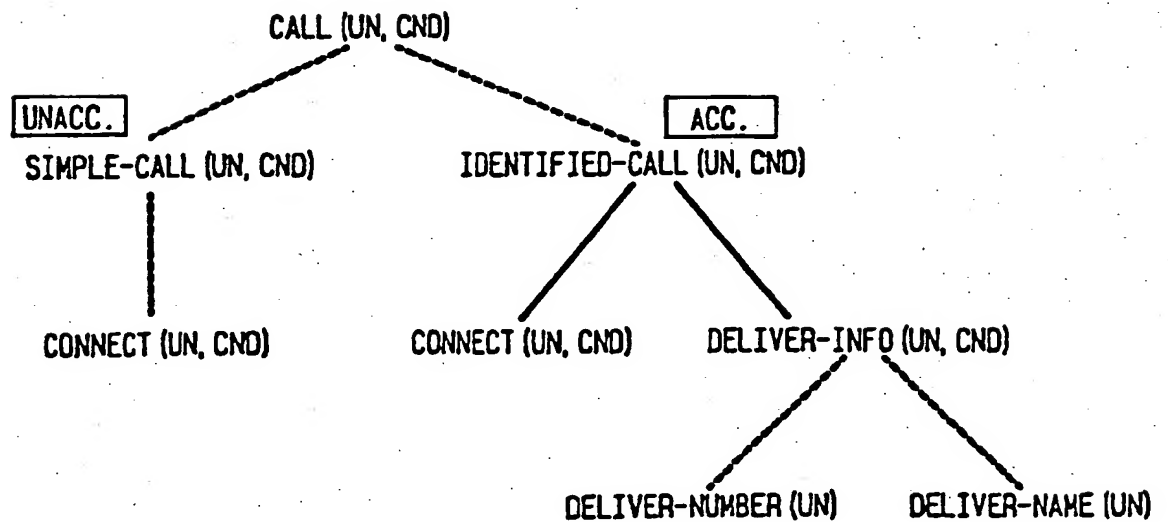 CALL (UN, CND)
UNACC.
ACC.
SIMPLE-CALL (UN, CND)
IDENTIFIED-CALL (UN, CND)
CONNECT (UN, CND)
CONNECT (UN, CND)
DELIVER-INFO (UN, CND)
DELIVER-NUMBER (UN)
DELIVER-NAME (UN)